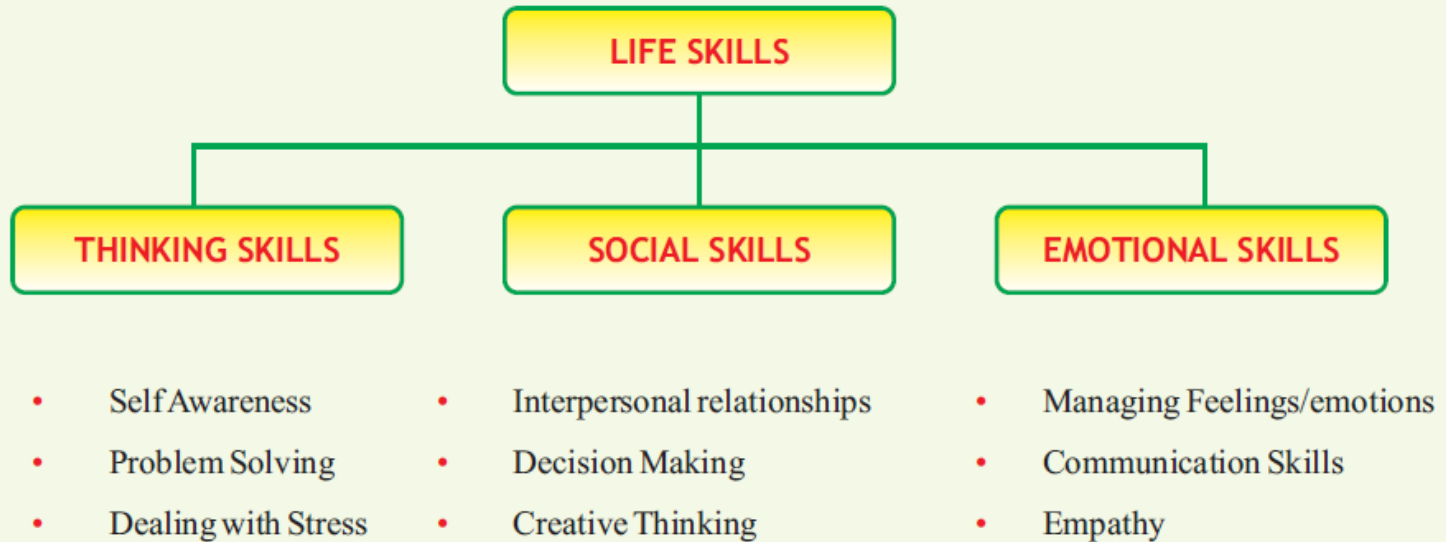 LIFE SKILLS
THINKING SKILLS
SOCIAL SKILLS
EMOTIONAL SKILLS
• Self Awareness
• Problem Solving
• Dealing with Stress
• Interpersonal relationships
• Decision Making
• Creative Thinking
• Managing Feelings/emotions
• Communication Skills
• Empathy